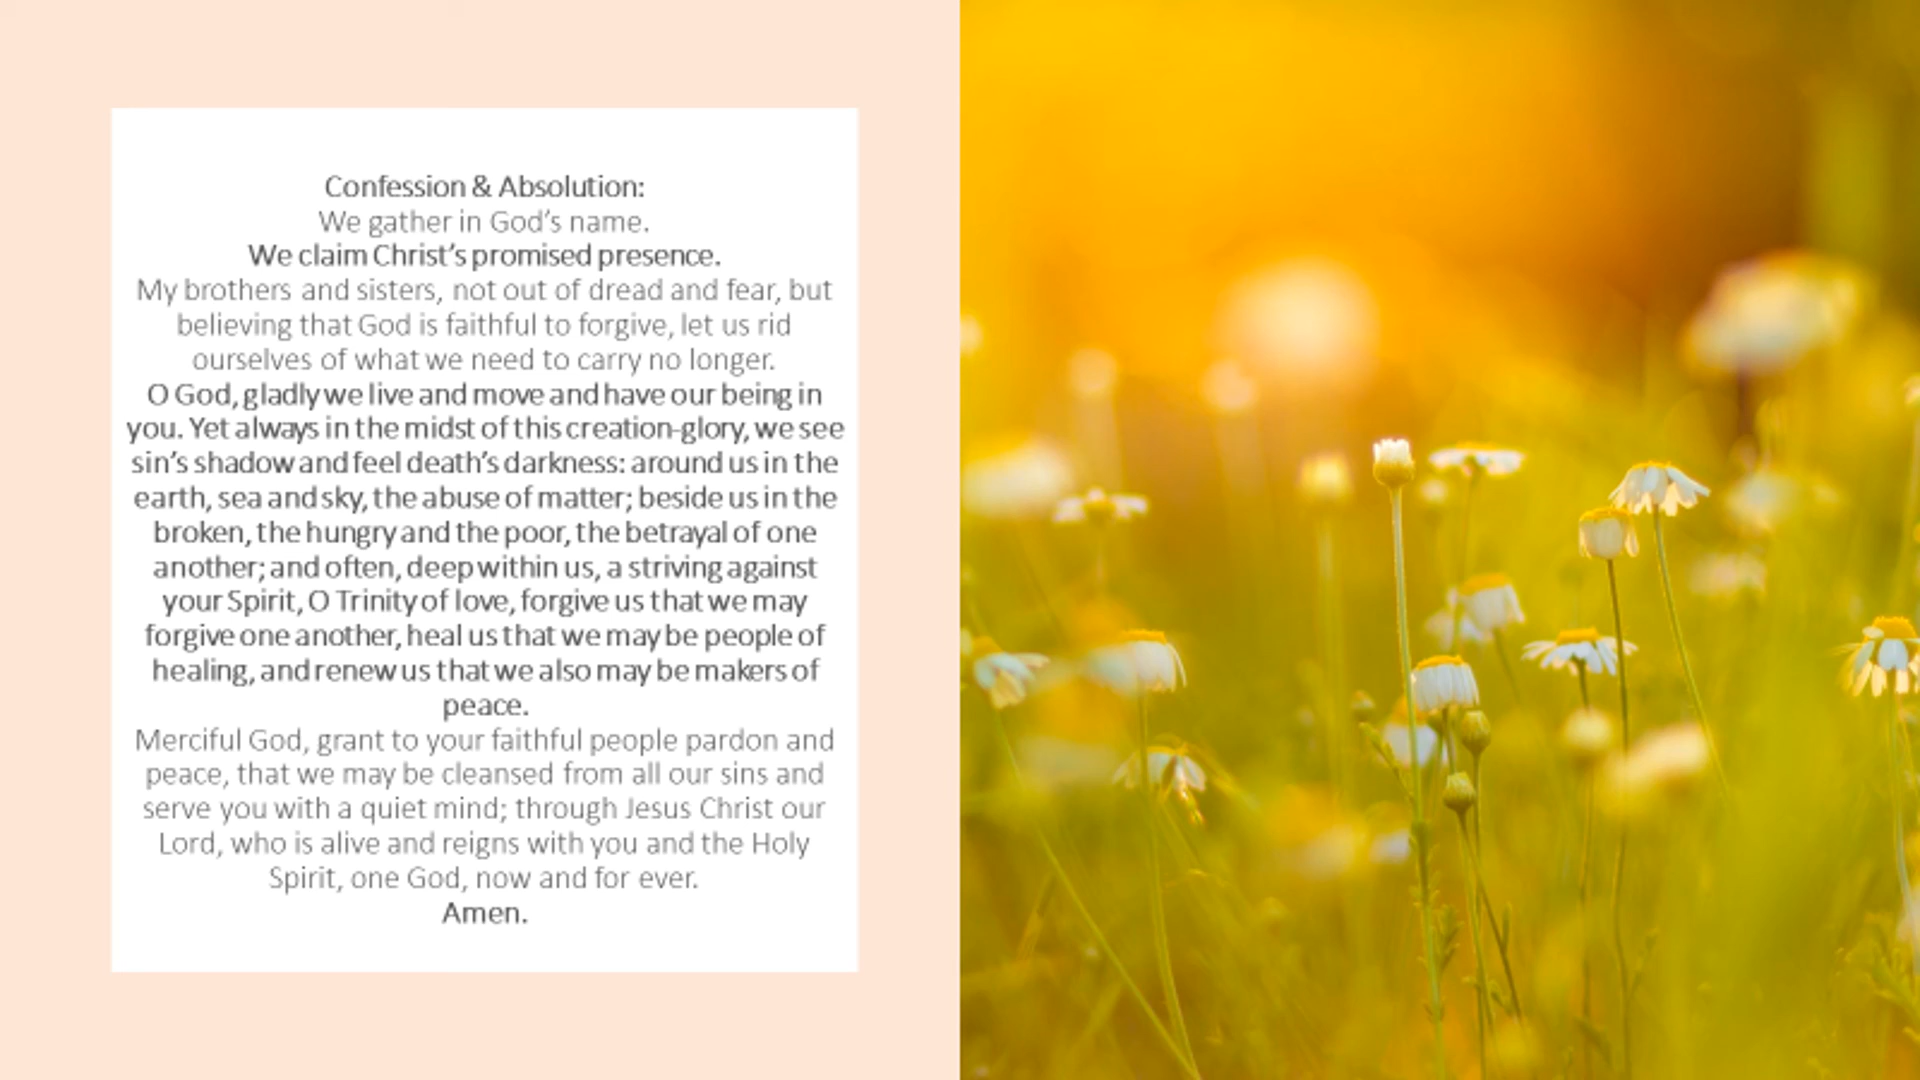 Confession & Absolution:
We gather in God’s name.
We claim Christ’s promised presence.
My brothers and sisters, not out of dread and fear, but
believing that God is faithful to forgive, let us rid
ourselves of what we need to carry no longer.
O God, gladly we live and move and have our being in
you. Yet always in the midst of this creation-glory, we see
sin’s shadow and feel death’s darkness: around us in the
earth, sea and sky, the abuse of matter; beside us in the
broken, the hungry and the poor, the betrayal of one
another; and often, deep within us, a striving against
your Spirit, O Trinity of love, forgive us that we may
forgive one another, heal us that we may be people of
healing, and renew us that we also may be makers of
peace.
Merciful God, grant to your faithful people pardon and
peace, that we may be cleansed from all our sins and
serve you with a quiet mind; through Jesus Christ our
Lord, who is alive and reigns with you and the Holy
Spirit, one God, now and for ever.
Amen.